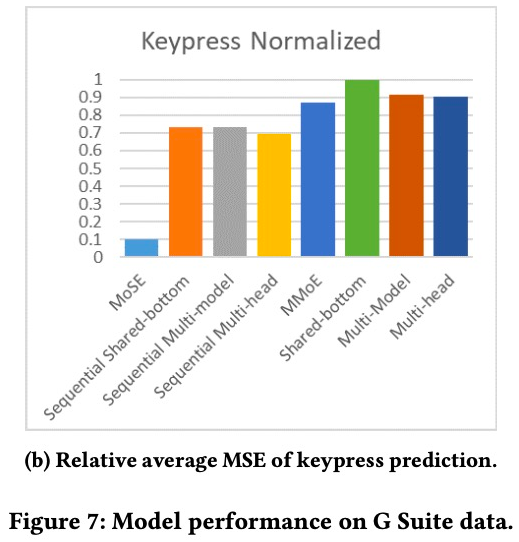 Keypress Normalized
1
0.9
0.8
0.7
0.6
0.5
0.4
0.3
0.2
0.1
0
MoSE
Sequential Shared-bottom
Sequential Multi-model
Sequential Multi-head
MMoE
Shared-bottom
Multi-Model
Multi-head
(b) Relative average MSE of keypress prediction.
Figure 7: Model performance on G Suite data.